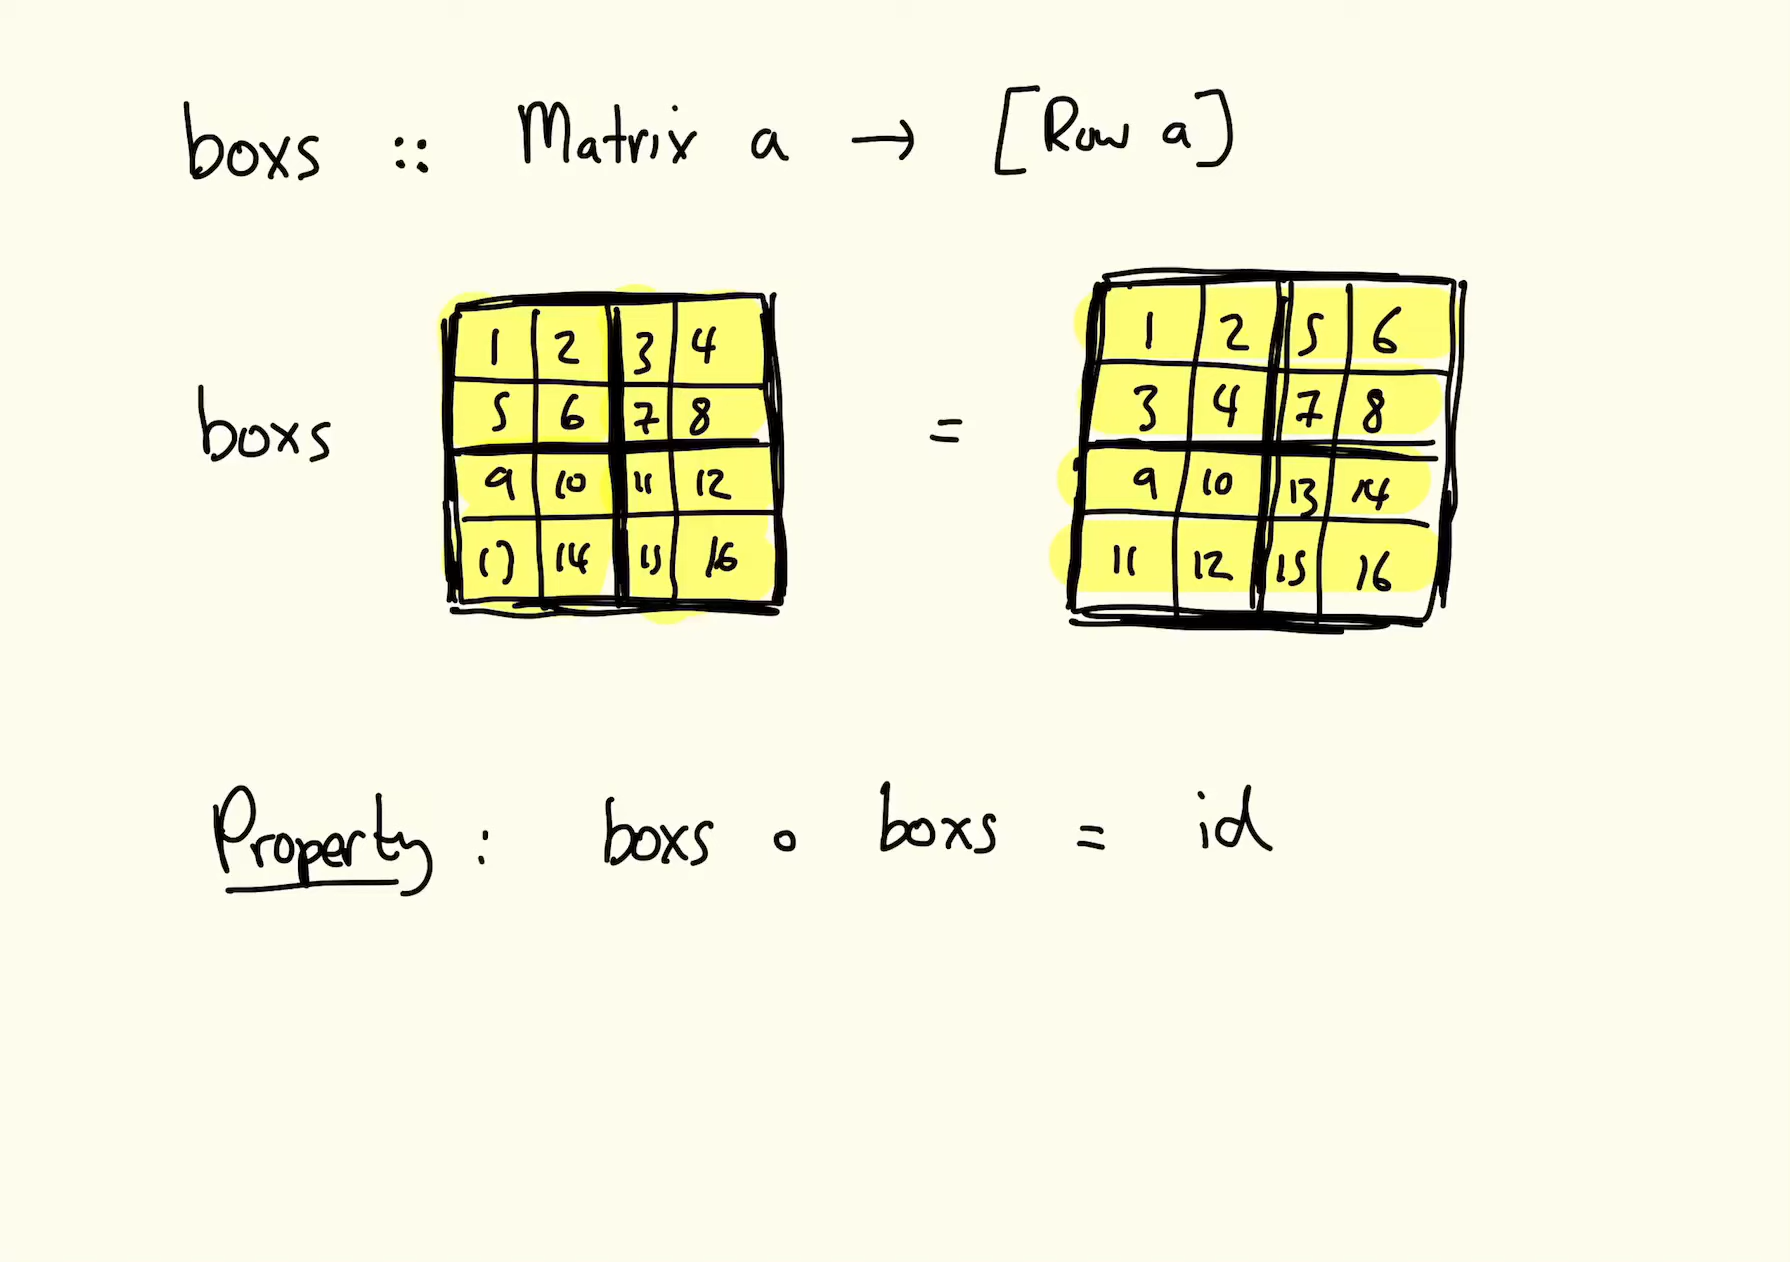 boxs :: Matrix a → [Row a]
1 2 3 4
5 6 7 8
boxs =
9 10 11 12
13 14 15 16
1 2 5 6
3 4 7 8
9 10 13 14
11 12 15 16
Property : boxs ∘ boxs = id